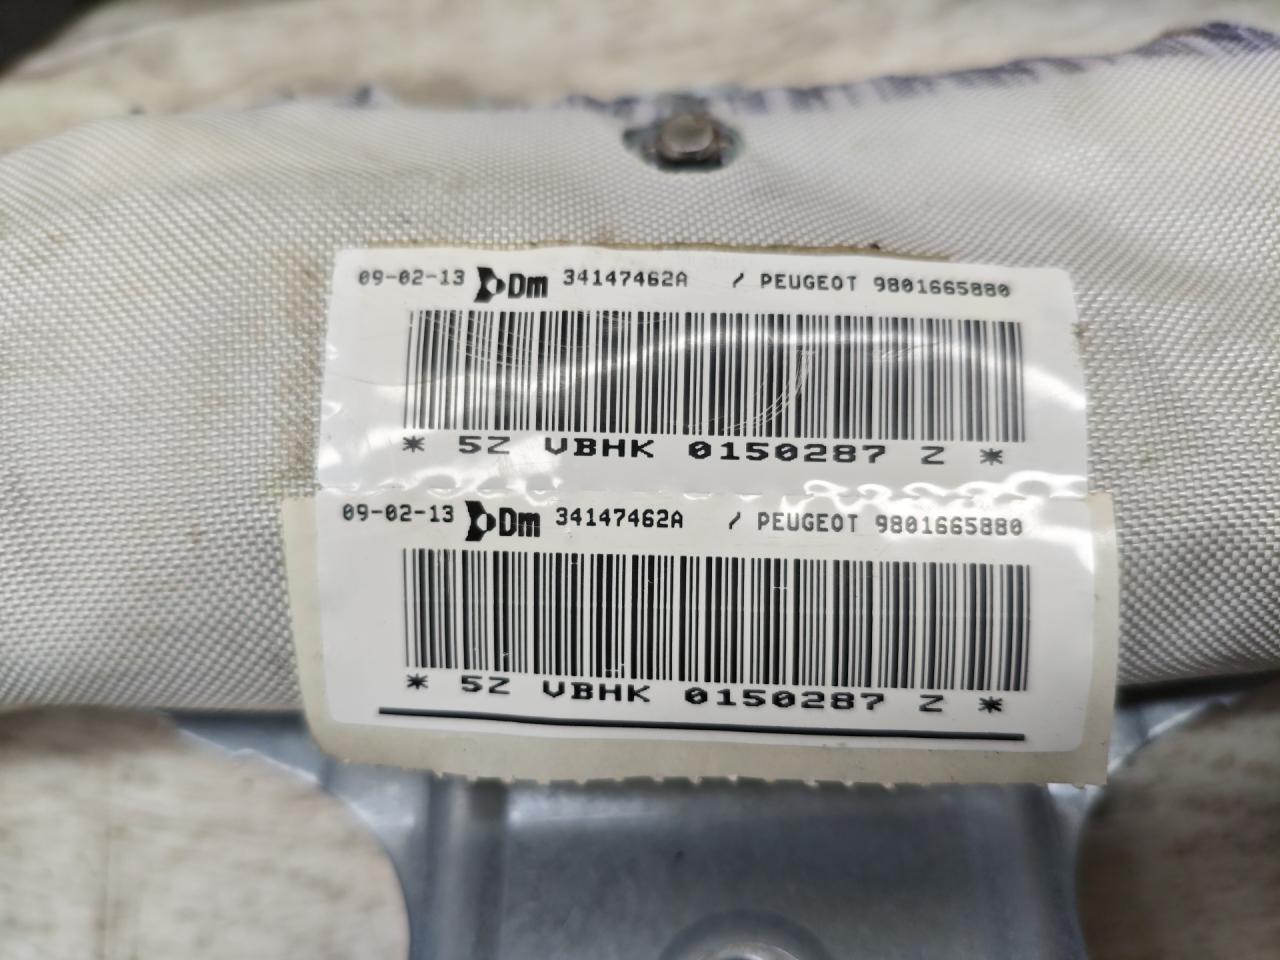 09-02-13 Dm 34147462A / PEUGEOT 9801665880
* 5Z VBHK 0150287 Z *
09-02-13 Dm 34147462A / PEUGEOT 9801665880
* 5Z VBHK 0150287 Z *